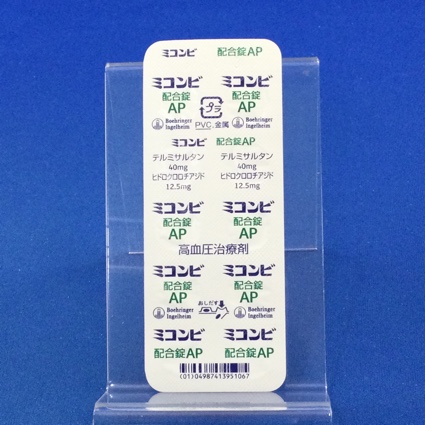 ミコンビ 配合錠AP
ミコンビ ミコンビ
配合錠 配合錠
AP AP
Boehringer Ingelheim プラ Boehringer Ingelheim
PVC, 金属
ミコンビ 配合錠AP
テルミサルタン テルミサルタン
40mg 40mg
ヒドロクロロチアジド ヒドロクロロチアジド
12.5mg 12.5mg
ミコンビ ミコンビ
配合錠 配合錠
AP AP
高血圧治療剤
ミコンビ ミコンビ
配合錠 配合錠
AP おしだす AP
Boehringer Ingelheim Boehringer Ingelheim
ミコンビ ミコンビ
配合錠AP 配合錠AP
(01)04987413951067